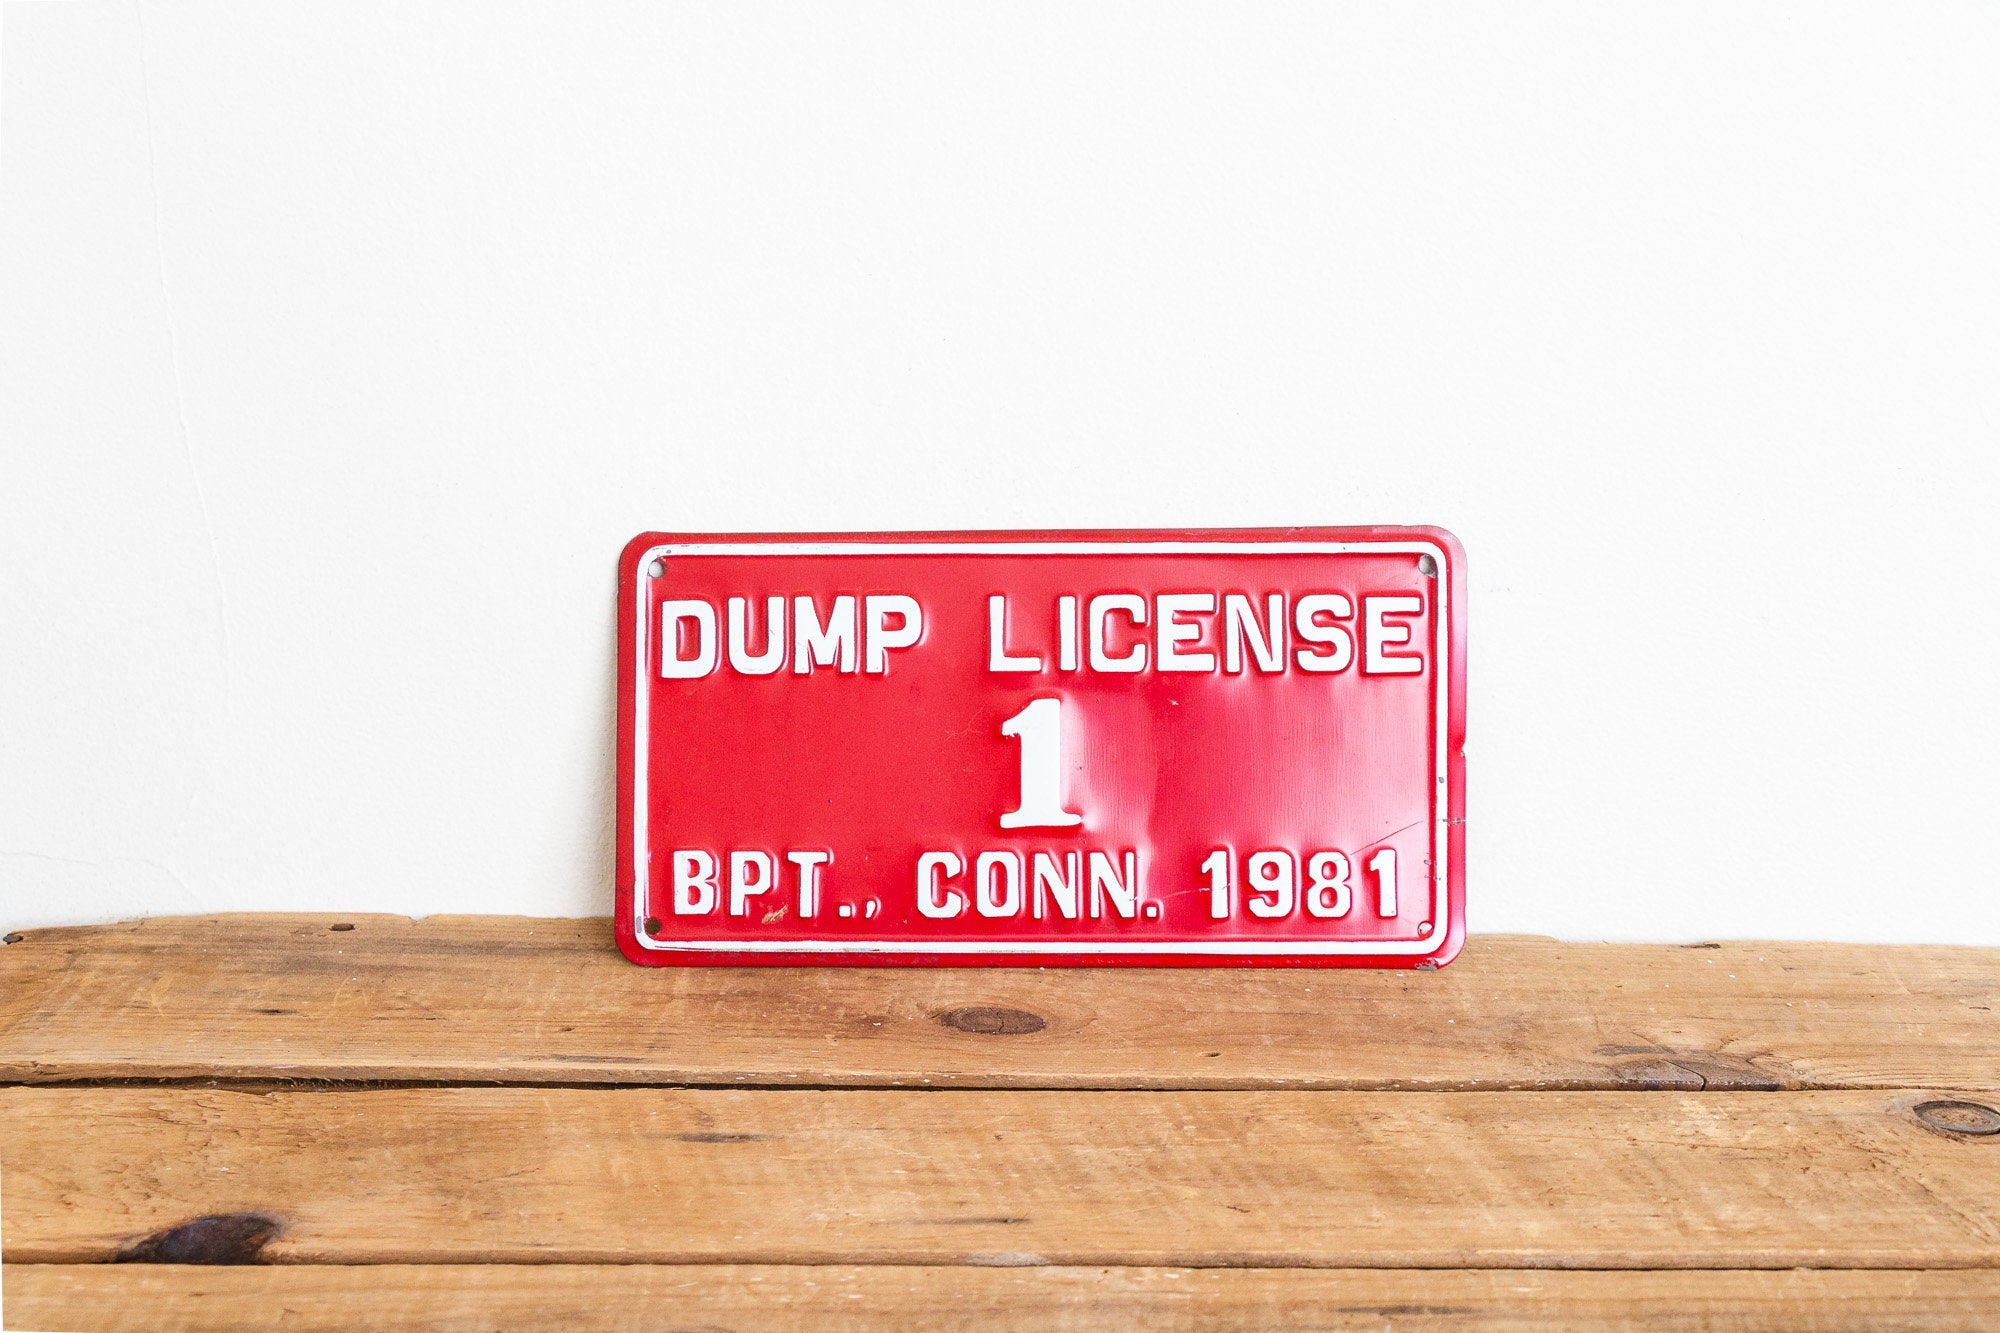 DUMP LICENSE
1
BPT., CONN. 1981